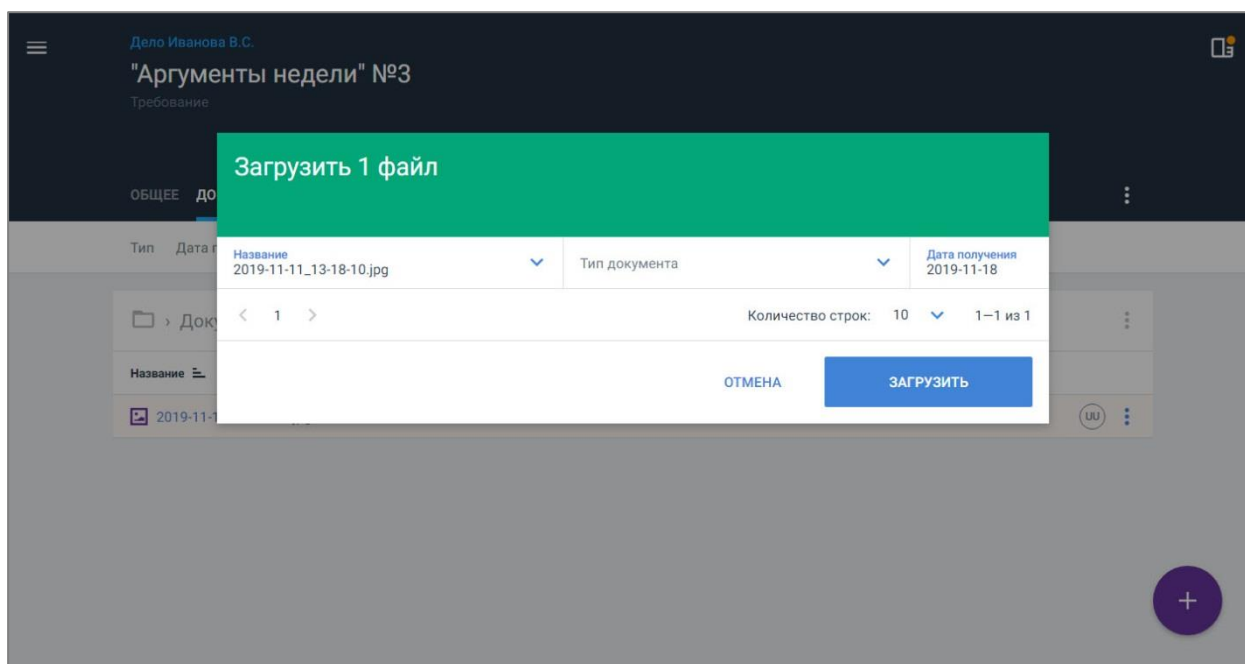 Дело Иванова В.С.
"Аргументы недели" №3
Требование
Загрузить 1 файл
ОБЩЕЕ ДО
Тип Дата п
Название
2019-11-11_13-18-10.jpg
Тип документа
Дата получения
2019-11-18
› Доку
< 1 >
Количество строк: 10 1–1 из 1
Название
ОТМЕНА ЗАГРУЗИТЬ
2019-11-1
UU